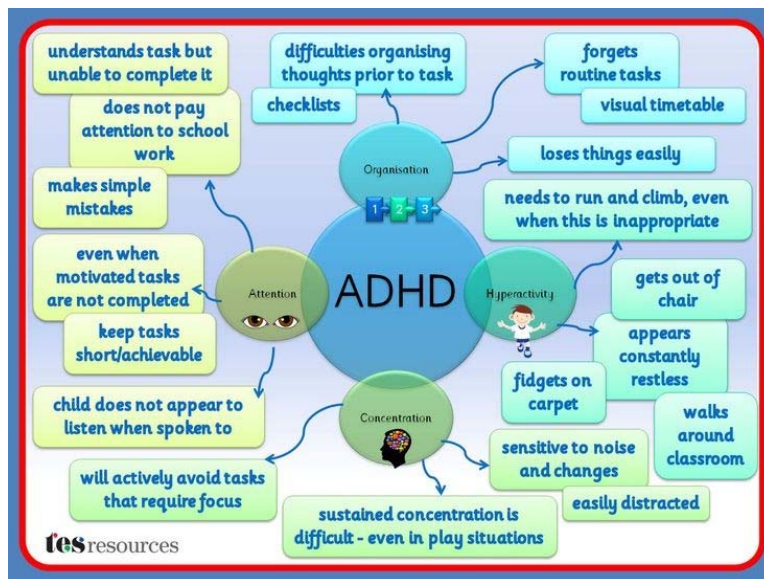 understands task but
unable to complete it
does not pay
attention to school
work
makes simple
mistakes
even when
motivated tasks
are not completed
keep tasks
short/achievable
child does not appear to
listen when spoken to
will actively avoid tasks
that require focus
difficulties organising
thoughts prior to task
checklists
forgets
routine tasks
visual timetable
loses things easily
Organisation
1 2 3
needs to run and climb, even
when this is inappropriate
Attention
ADHD
Hyperactivity
gets out of
chair
appears
constantly
restless
fidgets on
carpet
walks
around
classroom
Concentration
sensitive to noise
and changes
easily distracted
sustained concentration is
difficult - even in play situations
tes resources